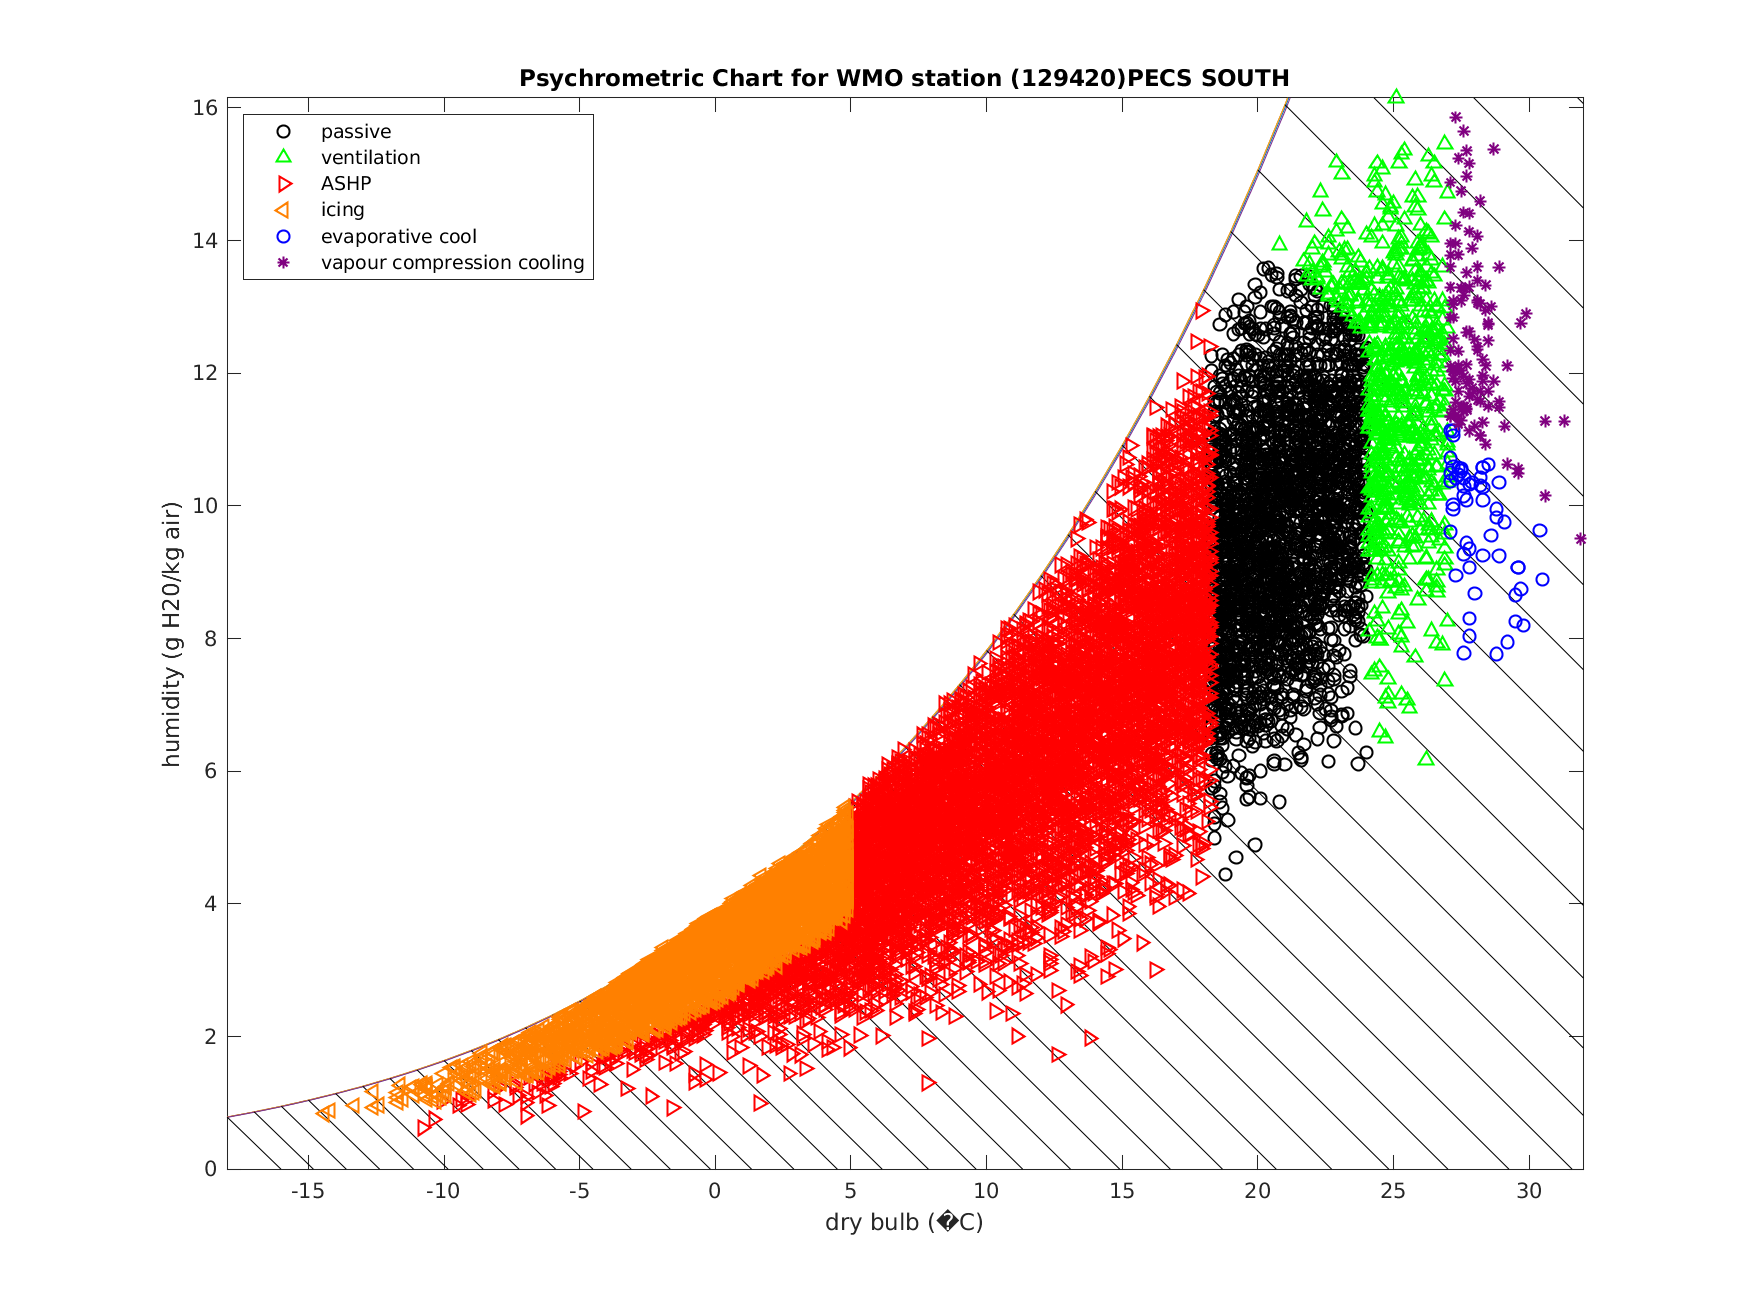 Psychrometric Chart for WMO station (129420)PECS SOUTH
passive
ventilation
ASHP
icing
evaporative cool
vapour compression cooling
humidity (g H20/kg air)
16
14
12
10
8
6
4
2
0
-15 -10 -5 0 5 10 15 20 25 30
dry bulb (�C)